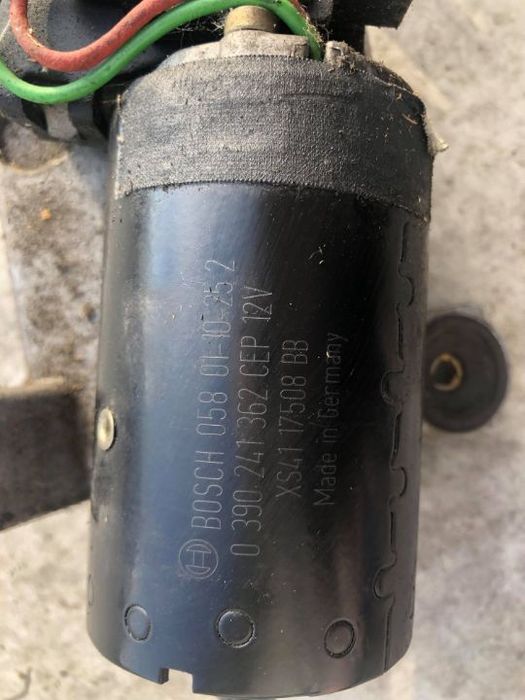 BOSCH 058 01-10-25 2
0 390 241 362 CEP 12V
XS41 17508 BB
Made in Germany